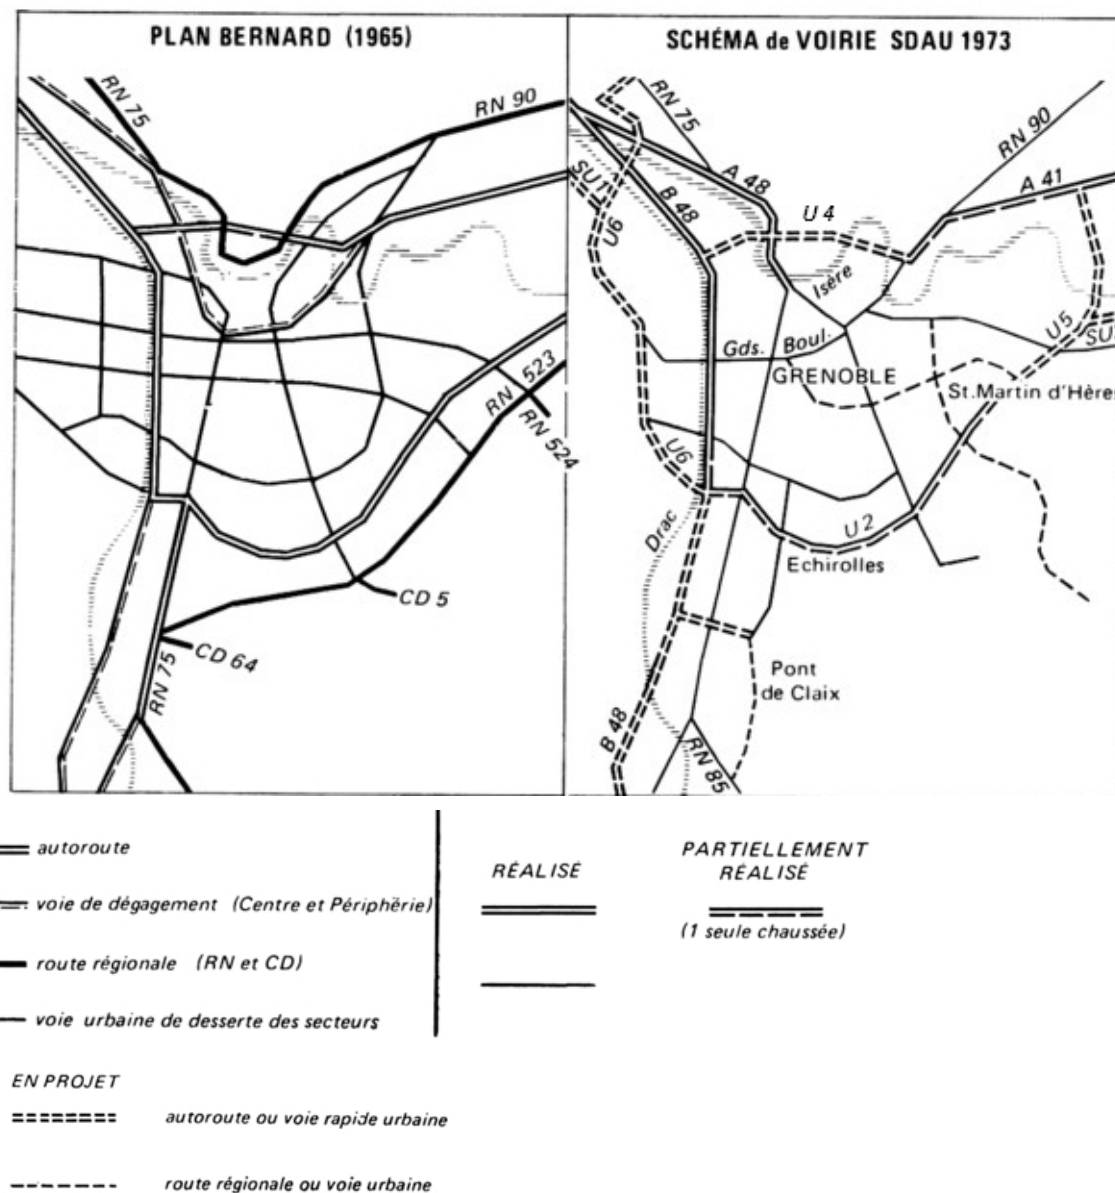 PLAN BERNARD (1965)
RN 75
RN 90
RN 523
RN 524
CD 5
CD 64
RN 75
SCHÉMA de VOIRIE SDAU 1973
RN 75
RN 90
A 48
A 41
B 48
SU1
U6
U 4
Isère
Gds. Boul.
U5
SU
GRENOBLE
St.Martin d'Hères
U6
Drac
U 2
Echirolles
Pont
de Claix
B 48
RN 85
autoroute
voie de dégagement (Centre et Périphërie)
route régionale (RN et CD)
voie urbaine de desserte des secteurs
RÉALISÉ
PARTIELLEMENT
RÉALISÉ
(1 seule chaussée)
EN PROJET
autoroute ou voie rapide urbaine
route régionale ou voie urbaine